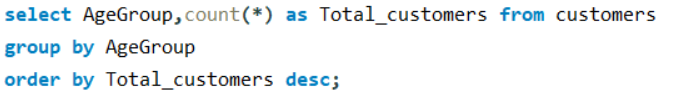 select AgeGroup,count(*) as Total_customers from customers
group by AgeGroup
order by Total_customers desc;